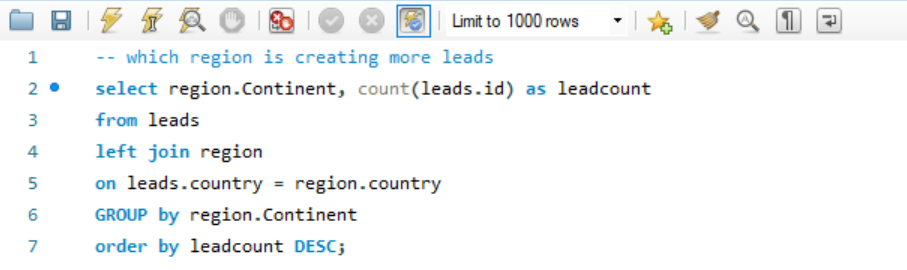 Limit to 1000 rows
1 -- which region is creating more leads
2 select region.Continent, count(leads.id) as leadcount
3 from leads
4 left join region
5 on leads.country = region.country
6 GROUP by region.Continent
7 order by leadcount DESC;